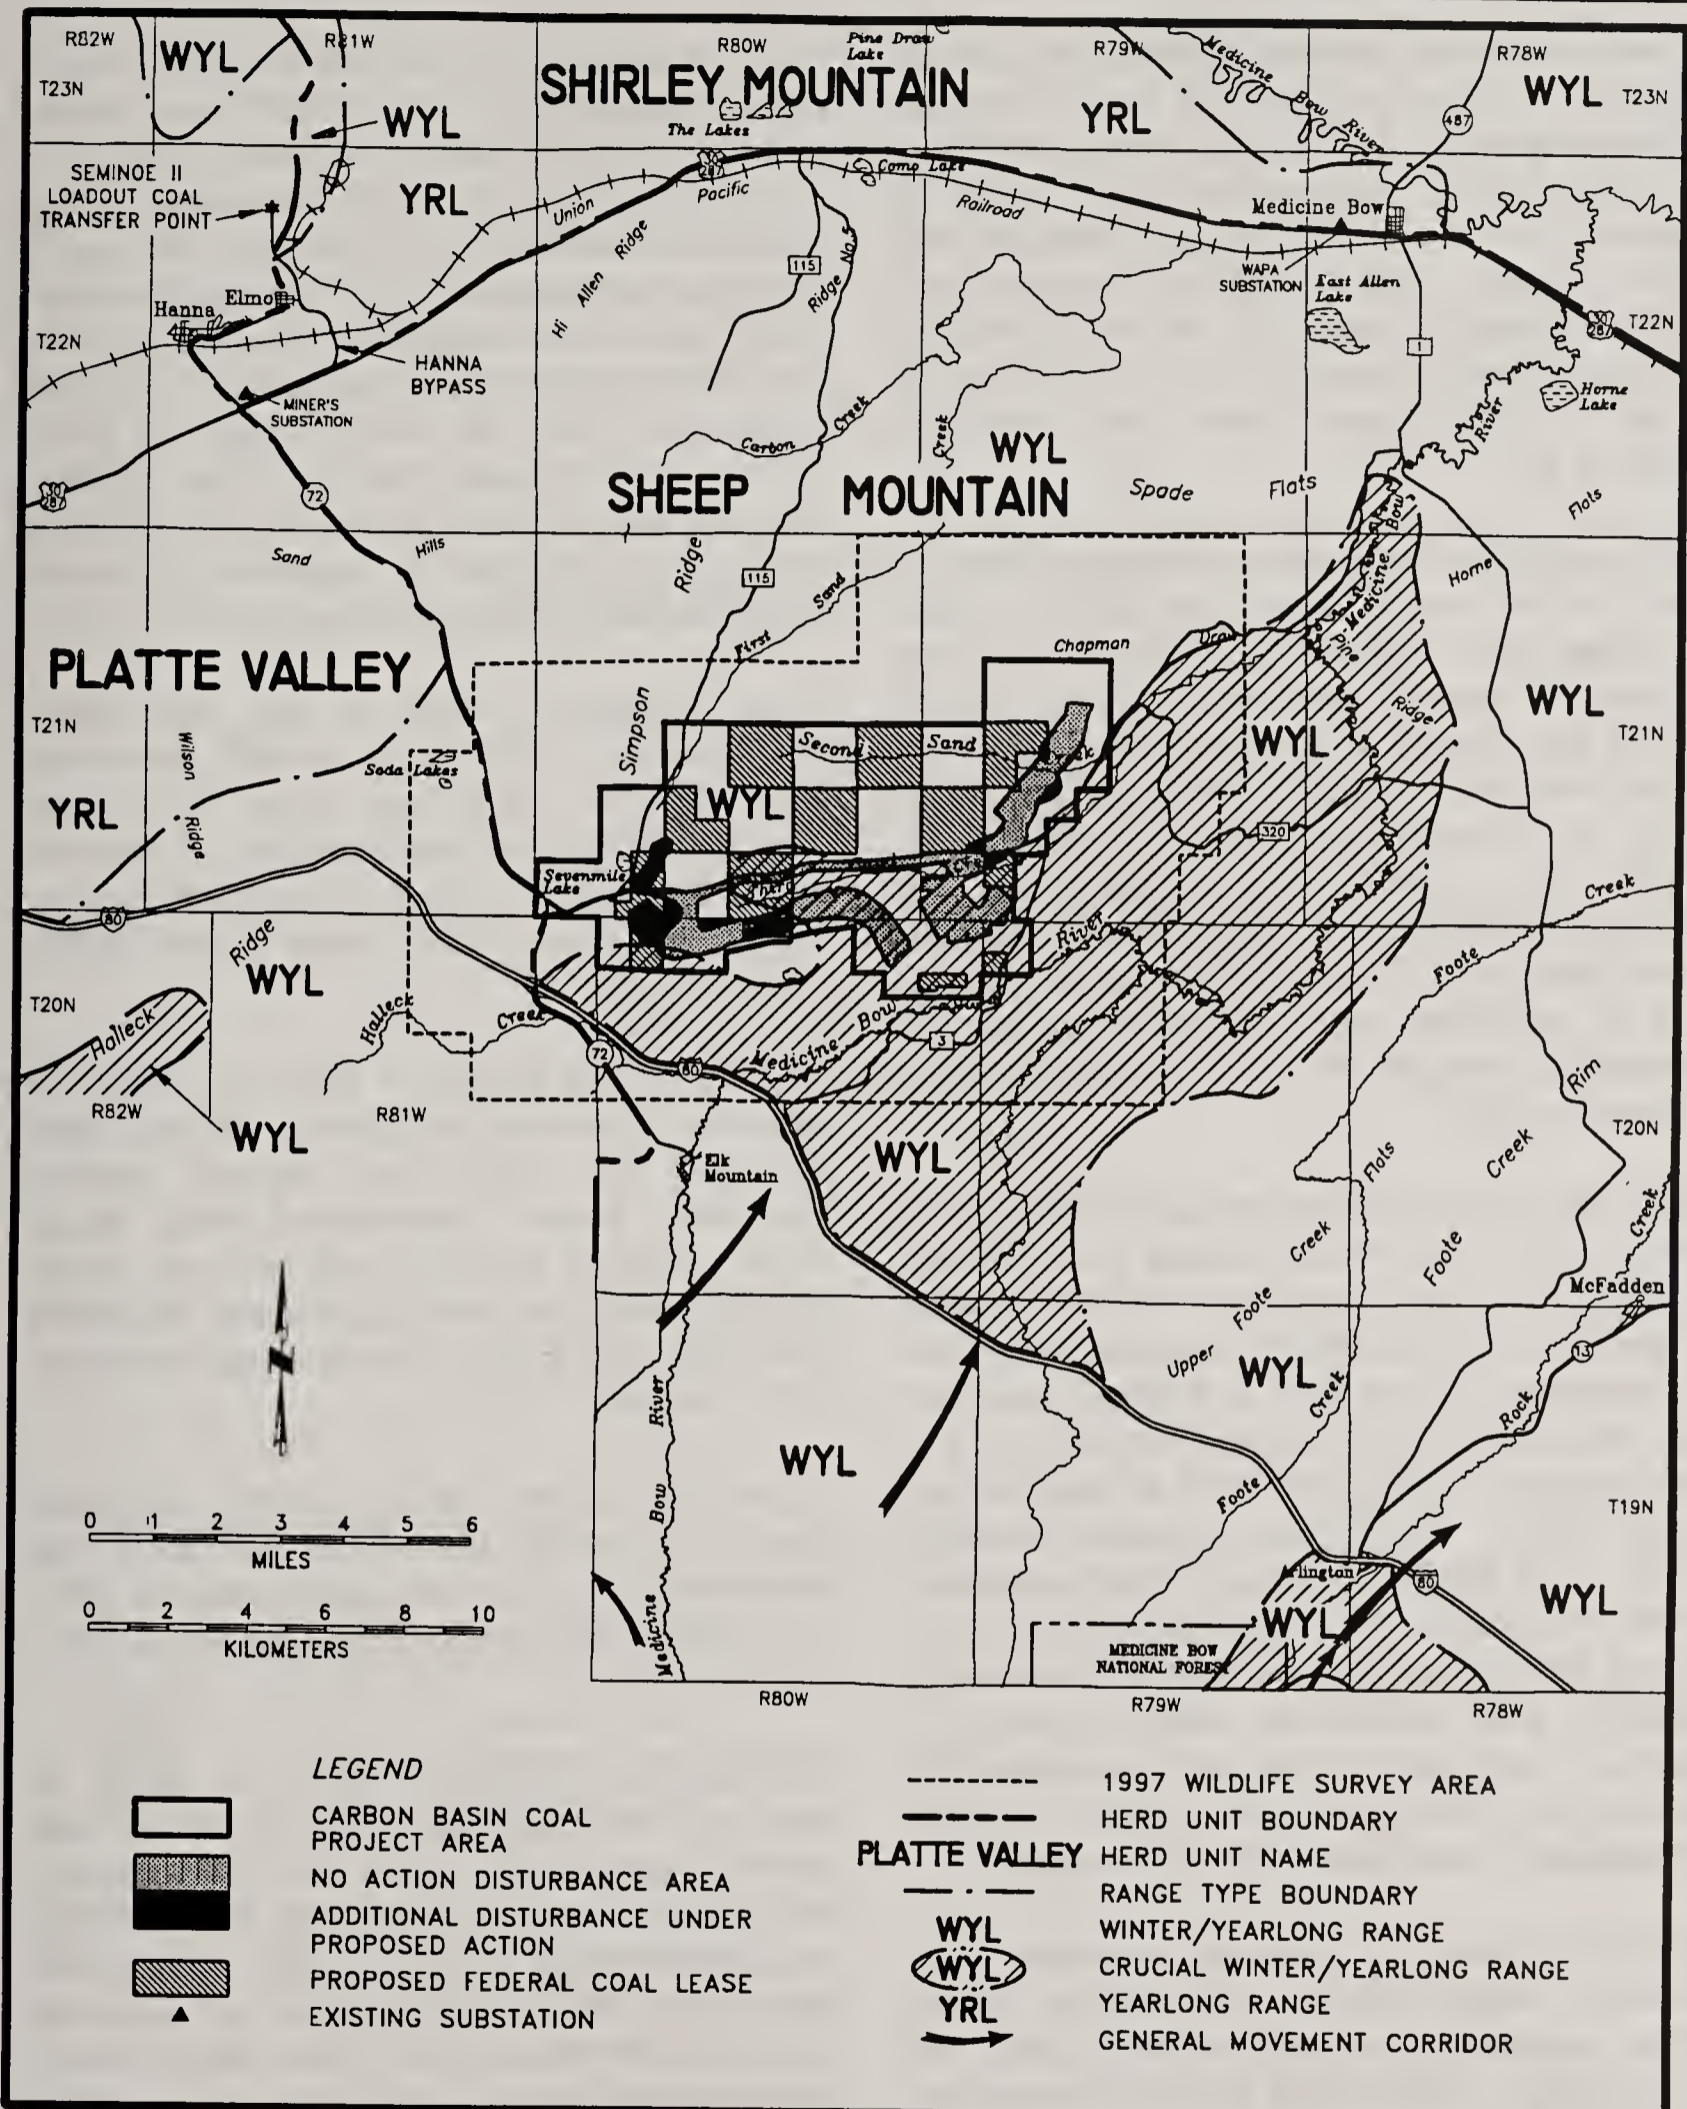 R82W
WYL
R81W
R80W
Pine Draw
Lake
R79W
Medicine
Bow
River
R78W
WYL
T23N
T23N
SHIRLEY MOUNTAIN
487
WYL
YRL
The Lakes
SEMINOE II
LOADOUT COAL
TRANSFER POINT
YRL
30
287
Como Lake
Pacific
Union
Railroad
Medicine Bow
Ridge
Allen
Hi
115
Ridge No.5
WAPA
SUBSTATION
East Allen
Lake
Elmo
Hanna
T22N
30
287
T22N
1
HANNA
BYPASS
MINER'S
SUBSTATION
Horne
Lake
River
Carbon
Creek
Creek
WYL
30
287
72
SHEEP MOUNTAIN
Spade
Flats
Flats
Bow
Sand
Hills
Ridge
115
Sand
First
Horne
Medicine
Pine
Chapman
Draw
PLATTE VALLEY
Simpson
WYL
Ridge
WYL
T21N
T21N
Wilson
Ridge
Soda Lakes
Second
Sand
YRL
WYL
320
Sevenmile
Lake
Third
80
Creek
Ridge
River
Foote
WYL
T20N
Halleck
Halleck
Creek
Bow
3
Medicine
72
80
Rim
R82W
R81W
WYL
WYL
T20N
Elk
Mountain
Flats
Creek
Creek
Creek
Foote
McFadden
Foote
Upper
13
WYL
River
Creek
Rock
WYL
0 1 2 3 4 5 6
MILES
Bow
Foote
T19N
0 2 4 6 8 10
KILOMETERS
Arlington
80
WYL
WYL
Medicine
MEDICINE BOW
NATIONAL FOREST
R80W
R79W
R78W
LEGEND
CARBON BASIN COAL
PROJECT AREA
NO ACTION DISTURBANCE AREA
ADDITIONAL DISTURBANCE UNDER
PROPOSED ACTION
PROPOSED FEDERAL COAL LEASE
EXISTING SUBSTATION
1997 WILDLIFE SURVEY AREA
HERD UNIT BOUNDARY
PLATTE VALLEY HERD UNIT NAME
RANGE TYPE BOUNDARY
WYL WINTER/YEARLONG RANGE
WYL CRUCIAL WINTER/YEARLONG RANGE
YRL YEARLONG RANGE
GENERAL MOVEMENT CORRIDOR